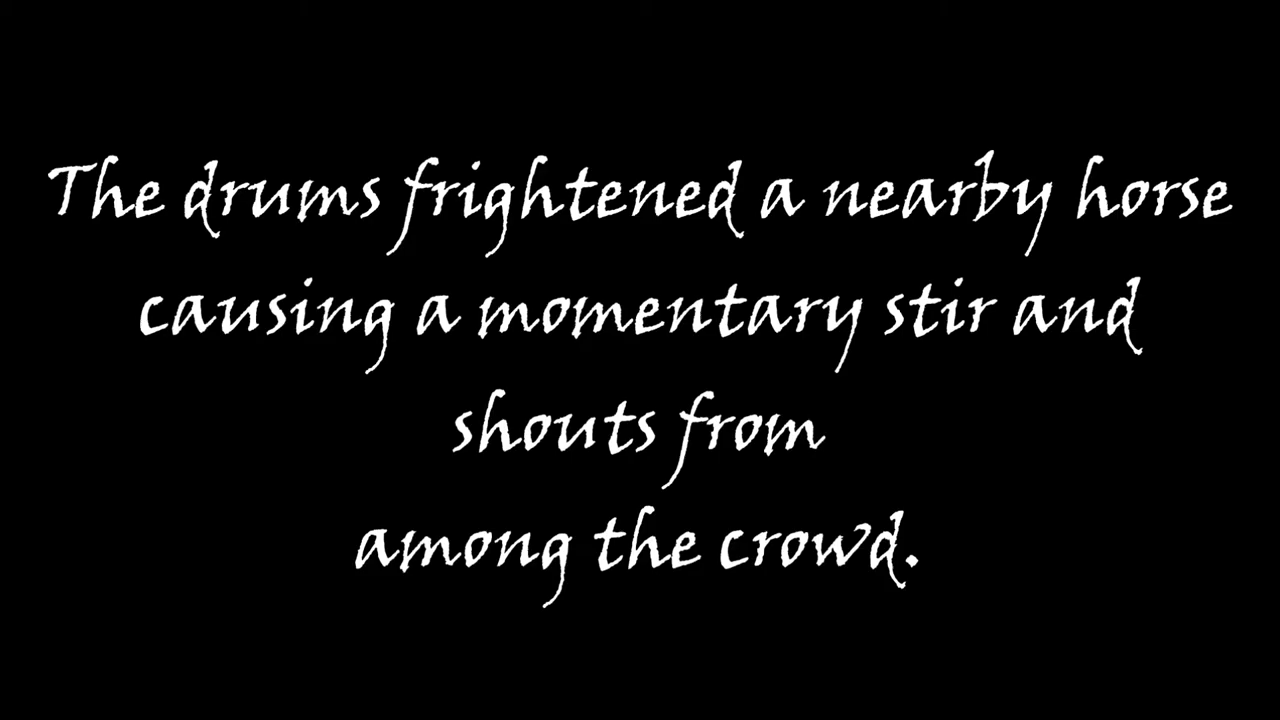 The drums frightened a nearby horse
causing a momentary stir and
shouts from
among the crowd.